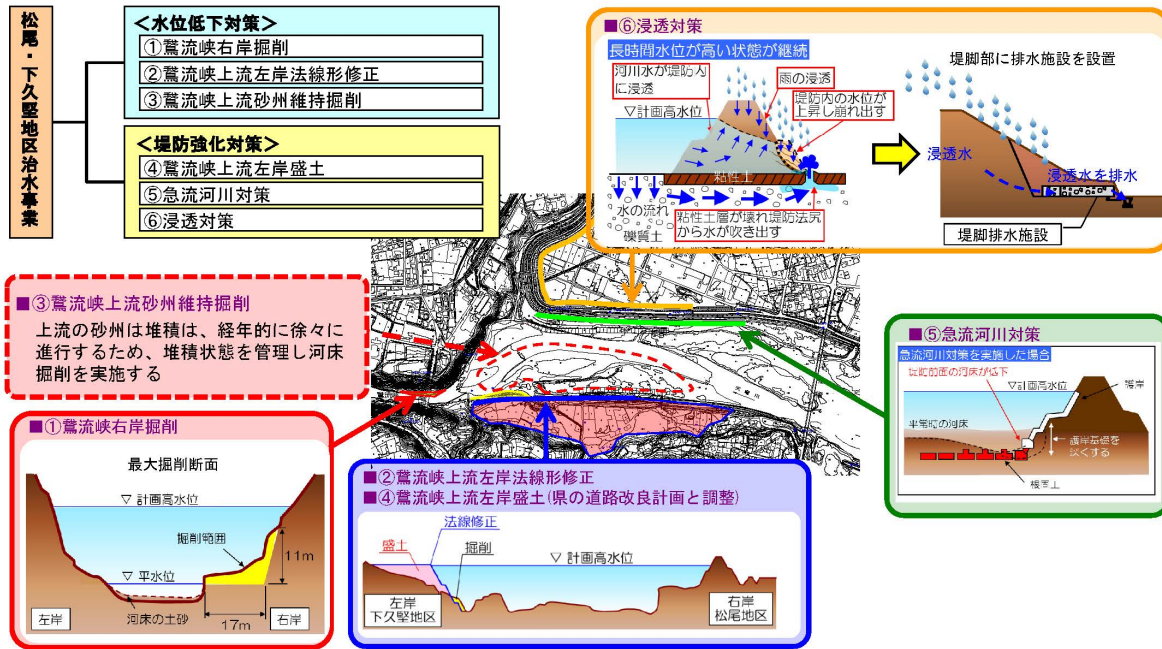 松尾・下久堅地区治水事業
＜水位低下対策＞
①鵞流峡右岸掘削
②鵞流峡上流左岸法線形修正
③鵞流峡上流砂州維持掘削
＜堤防強化対策＞
④鵞流峡上流左岸盛土
⑤急流河川対策
⑥浸透対策
■⑥浸透対策
長時間水位が高い状態が継続
河川水が堤防内
に浸透
▽計画高水位
雨の浸透
堤防内の水位が
上昇し崩れ出す
粘性土
水の流れ
礫質土
粘性土層が壊れ堤防法尻
から水が吹き出す
堤脚部に排水施設を設置
浸透水
浸透水を排水
堤脚排水施設
■③鵞流峡上流砂州維持掘削
上流の砂州は堆積は、経年的に徐々に
進行するため、堆積状態を管理し河床
掘削を実施する
■①鵞流峡右岸掘削
最大掘削断面
▽ 計画高水位
掘削範囲
11m
▽ 平水位
左岸
河床の土砂
17m
右岸
■②鵞流峡上流左岸法線形修正
■④鵞流峡上流左岸盛土(県の道路改良計画と調整)
法線修正
盛土
掘削
▽ 計画高水位
左岸
下久堅地区
右岸
松尾地区
■⑤急流河川対策
急流河川対策を実施した場合
堤防前面の河床が低下
▽計画高水位
護岸
平常時の河床
護岸基礎を
深くする
根固工